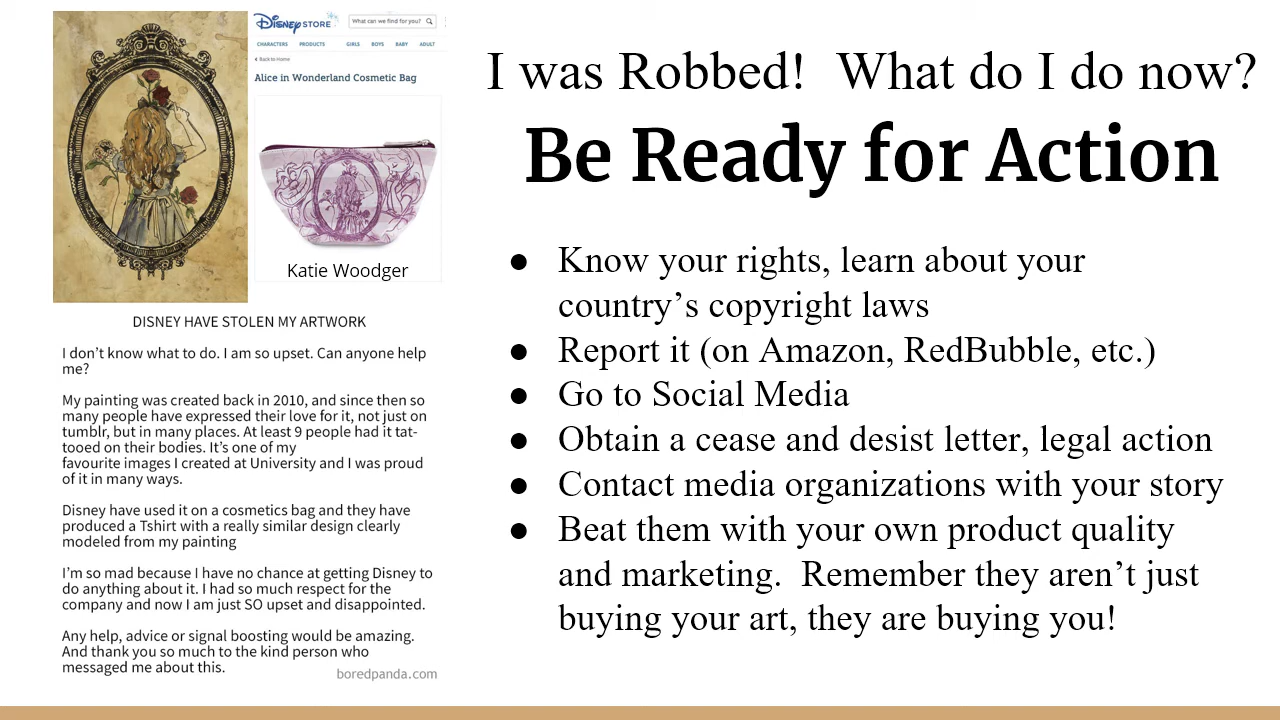 Disney STORE
What can we find for you?
CHARACTERS PRODUCTS GIRLS BOYS BABY ADULT
Back to Home
Alice in Wonderland Cosmetic Bag
Katie Woodger
DISNEY HAVE STOLEN MY ARTWORK
I don’t know what to do. I am so upset. Can anyone help
me?
My painting was created back in 2010, and since then so
many people have expressed their love for it, not just on
tumblr, but in many places. At least 9 people had it tat-
tooed on their bodies. It’s one of my
favourite images I created at University and I was proud
of it in many ways.
Disney have used it on a cosmetics bag and they have
produced a Tshirt with a really similar design clearly
modeled from my painting
I’m so mad because I have no chance at getting Disney to
do anything about it. I had so much respect for the
company and now I am just SO upset and disappointed.
Any help, advice or signal boosting would be amazing.
And thank you so much to the kind person who
messaged me about this.
boredpanda.com
I was Robbed!  What do I do now?
Be Ready for Action
● Know your rights, learn about your
country’s copyright laws
● Report it (on Amazon, RedBubble, etc.)
● Go to Social Media
● Obtain a cease and desist letter, legal action
● Contact media organizations with your story
● Beat them with your own product quality
and marketing.  Remember they aren’t just
buying your art, they are buying you!